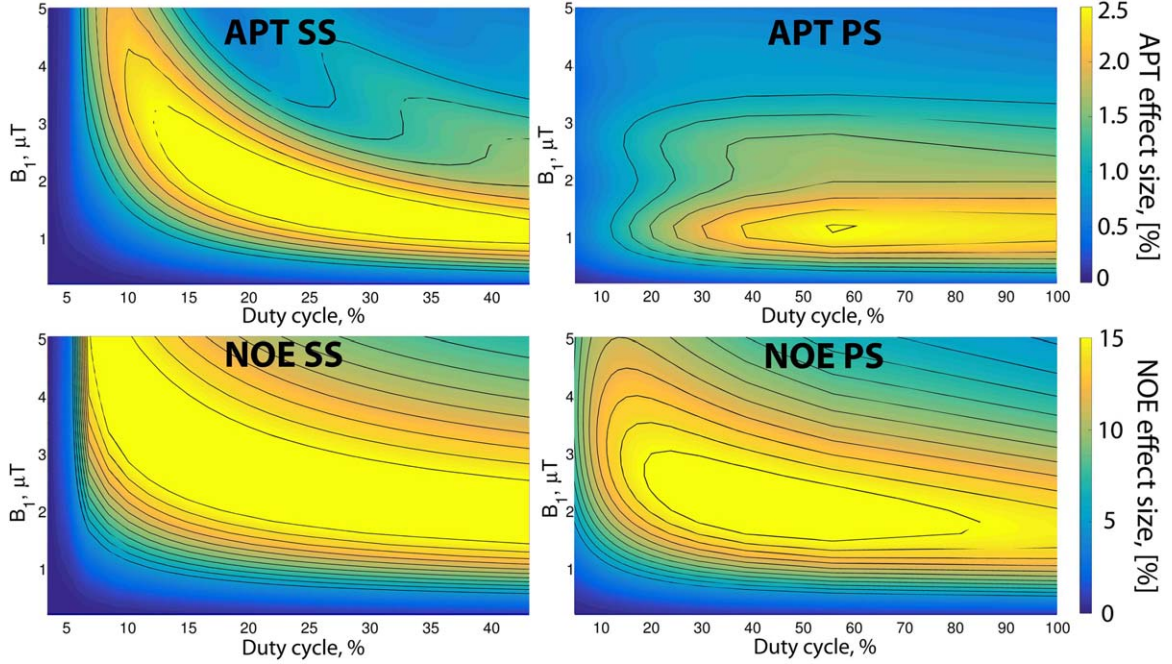 APT SS
5
4
3
2
1
B1, μT
5 10 15 20 25 30 35 40
Duty cycle, %
APT PS
5
4
3
2
1
B1, μT
10 20 30 40 50 60 70 80 90 100
Duty cycle, %
2.5
2.0
1.5
1.0
0.5
0
APT effect size, [%]
NOE SS
5
4
3
2
1
B1, μT
5 10 15 20 25 30 35 40
Duty cycle, %
NOE PS
5
4
3
2
1
B1, μT
10 20 30 40 50 60 70 80 90 100
Duty cycle, %
15
10
5
0
NOE effect size, [%]